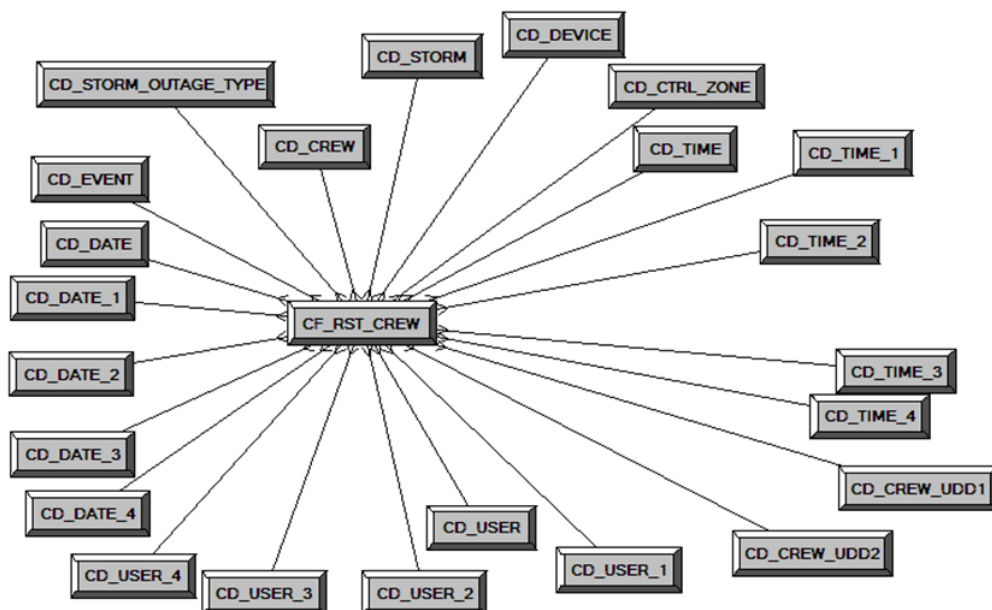 CD_DEVICE
CD_STORM
CD_STORM_OUTAGE_TYPE
CD_CTRL_ZONE
CD_CREW
CD_TIME
CD_TIME_1
CD_EVENT
CD_DATE
CD_TIME_2
CD_DATE_1
CF_RST_CREW
CD_DATE_2
CD_TIME_3
CD_TIME_4
CD_DATE_3
CD_CREW_UDD1
CD_DATE_4
CD_USER
CD_CREW_UDD2
CD_USER_4
CD_USER_3
CD_USER_2
CD_USER_1